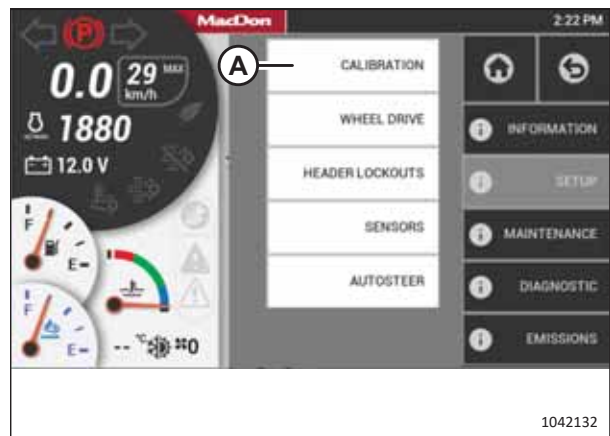 MacDon 2:22 PM
P
0.0 29 MAX km/h
1880
12.0 V
A
CALIBRATION
WHEEL DRIVE
HEADER LOCKOUTS
SENSORS
AUTOSTEER
INFORMATION
SETUP
MAINTENANCE
DIAGNOSTIC
EMISSIONS
F
E
F
E
-- °C 0
1042132